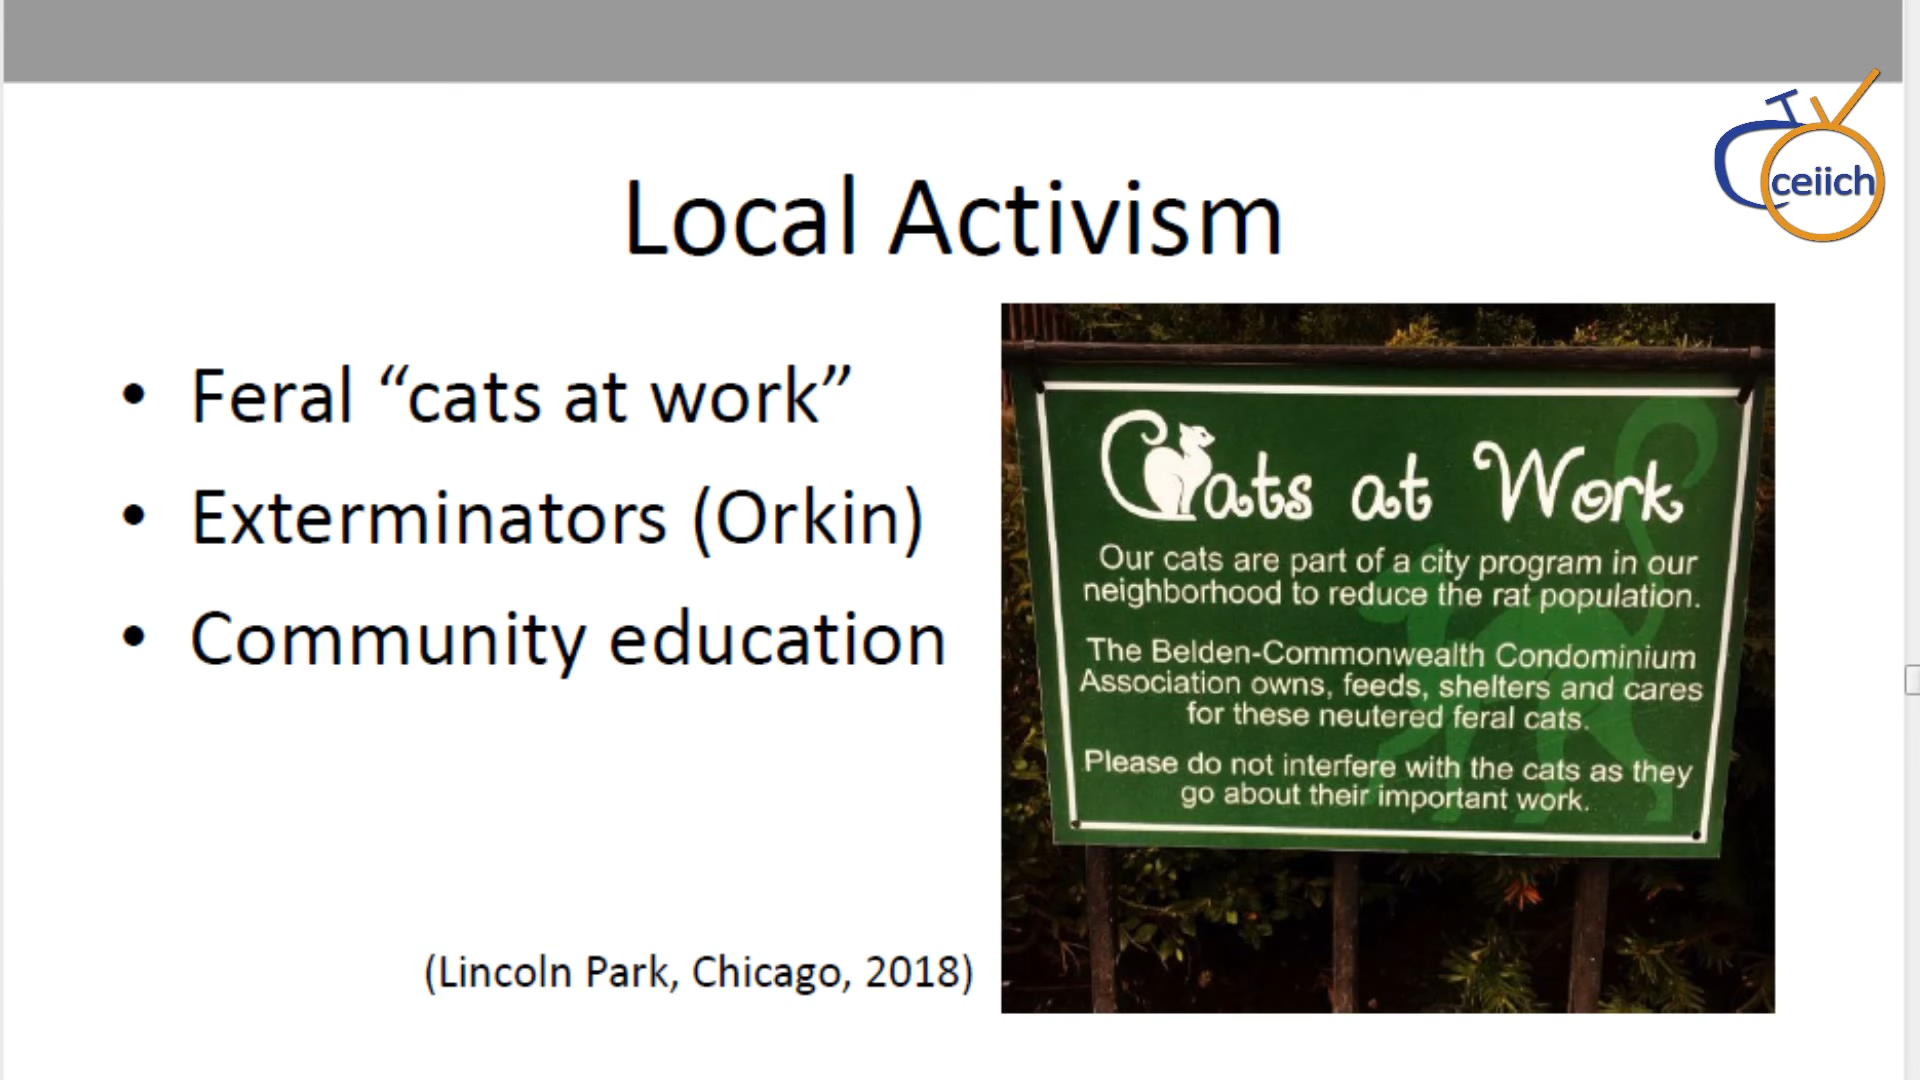 TV
ceiich
Local Activism
• Feral “cats at work”
• Exterminators (Orkin)
• Community education
(Lincoln Park, Chicago, 2018)
Cats at Work
Our cats are part of a city program in our
neighborhood to reduce the rat population.
The Belden-Commonwealth Condominium
Association owns, feeds, shelters and cares
for these neutered feral cats.
Please do not interfere with the cats as they
go about their important work.